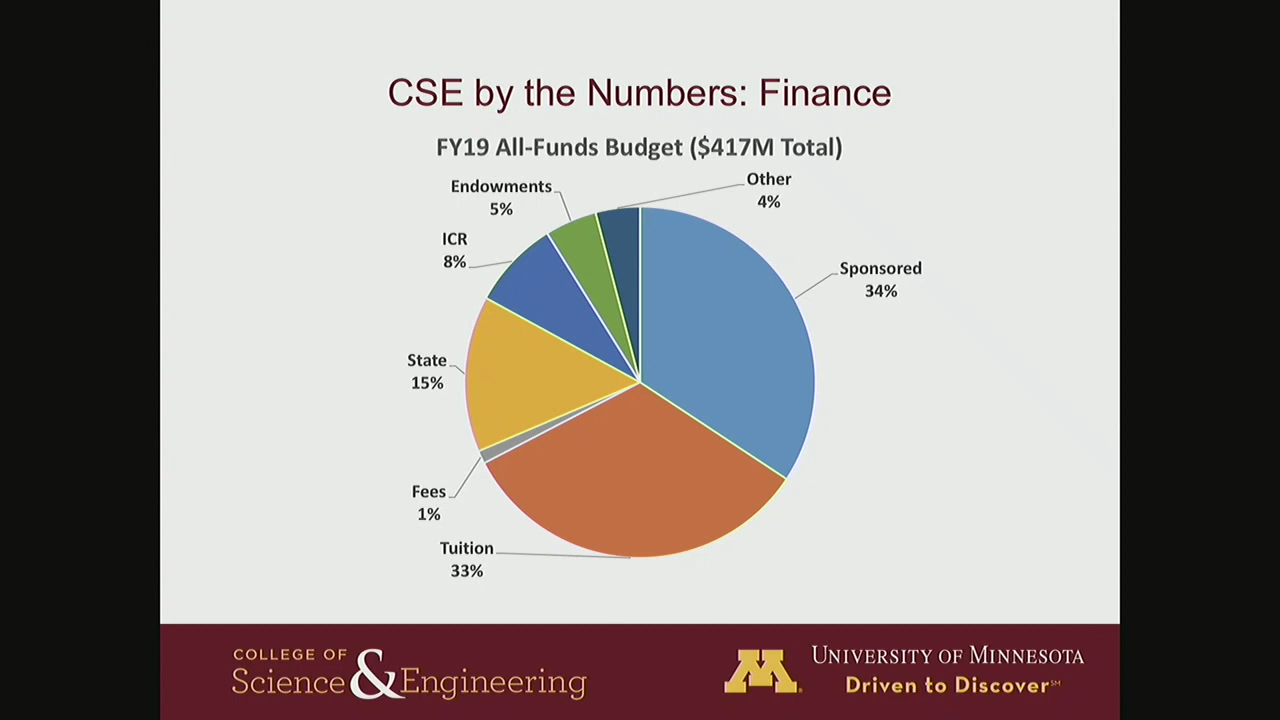 CSE by the Numbers: Finance
FY19 All-Funds Budget ($417M Total)
Other
4%
Endowments
5%
ICR
8%
Sponsored
34%
State
15%
Fees
1%
Tuition
33%
COLLEGE OF
Science & Engineering
UNIVERSITY OF MINNESOTA
Driven to Discover℠